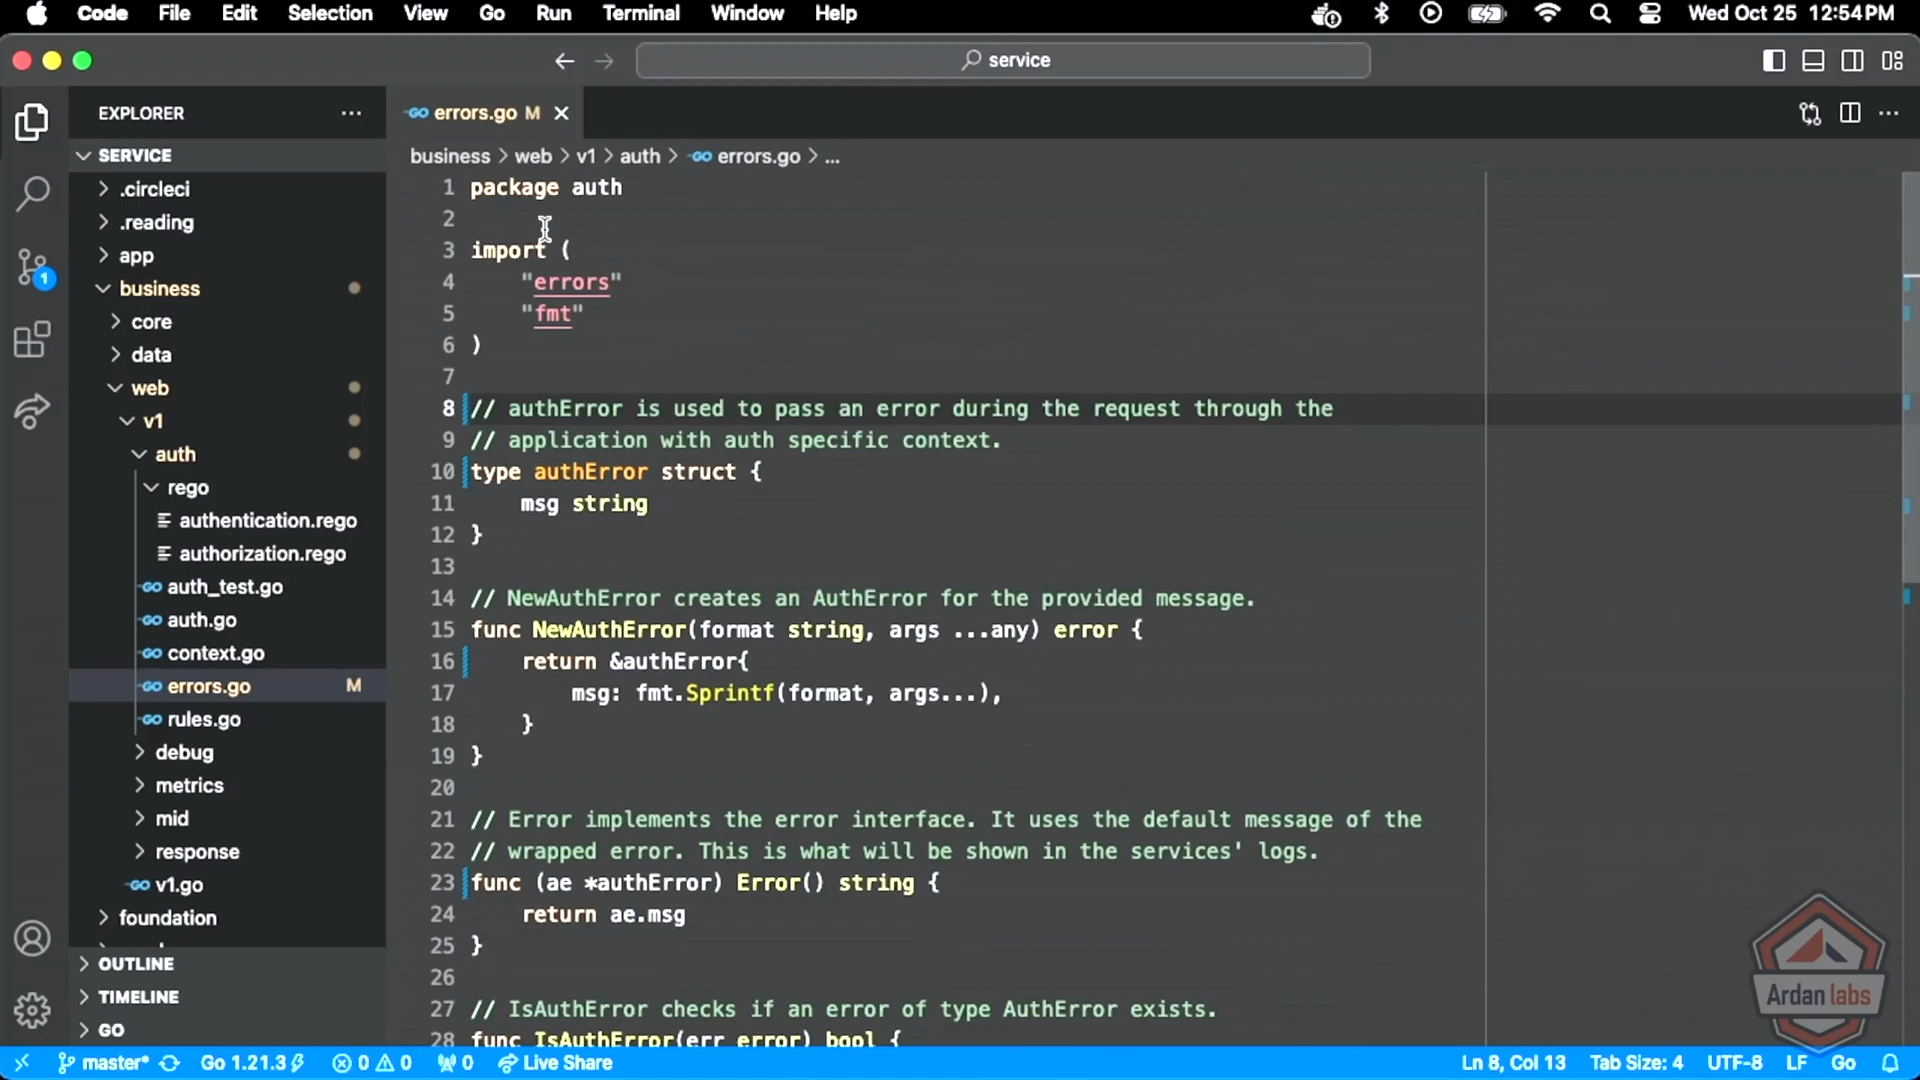 Code File Edit Selection View Go Run Terminal Window Help Wed Oct 25 12:54 PM
service
EXPLORER
SERVICE
.circleci
.reading
app
business
core
data
web
v1
auth
rego
authentication.rego
authorization.rego
auth_test.go
auth.go
context.go
errors.go M
rules.go
debug
metrics
mid
response
v1.go
foundation
OUTLINE
TIMELINE
GO
errors.go M
business > web > v1 > auth > errors.go > ...
1 package auth
2
3 import (
4 "errors"
5 "fmt"
6 )
7
8 // authError is used to pass an error during the request through the
9 // application with auth specific context.
10 type authError struct {
11 msg string
12 }
13
14 // NewAuthError creates an AuthError for the provided message.
15 func NewAuthError(format string, args ...any) error {
16 return &authError{
17 msg: fmt.Sprintf(format, args...),
18 }
19 }
20
21 // Error implements the error interface. It uses the default message of the
22 // wrapped error. This is what will be shown in the services' logs.
23 func (ae *authError) Error() string {
24 return ae.msg
25 }
26
27 // IsAuthError checks if an error of type AuthError exists.
28 func IsAuthError(err error) bool {
Ardan labs
1
master* Go 1.21.3 0 0 0 Live Share Ln 8, Col 13 Tab Size: 4 UTF-8 LF Go